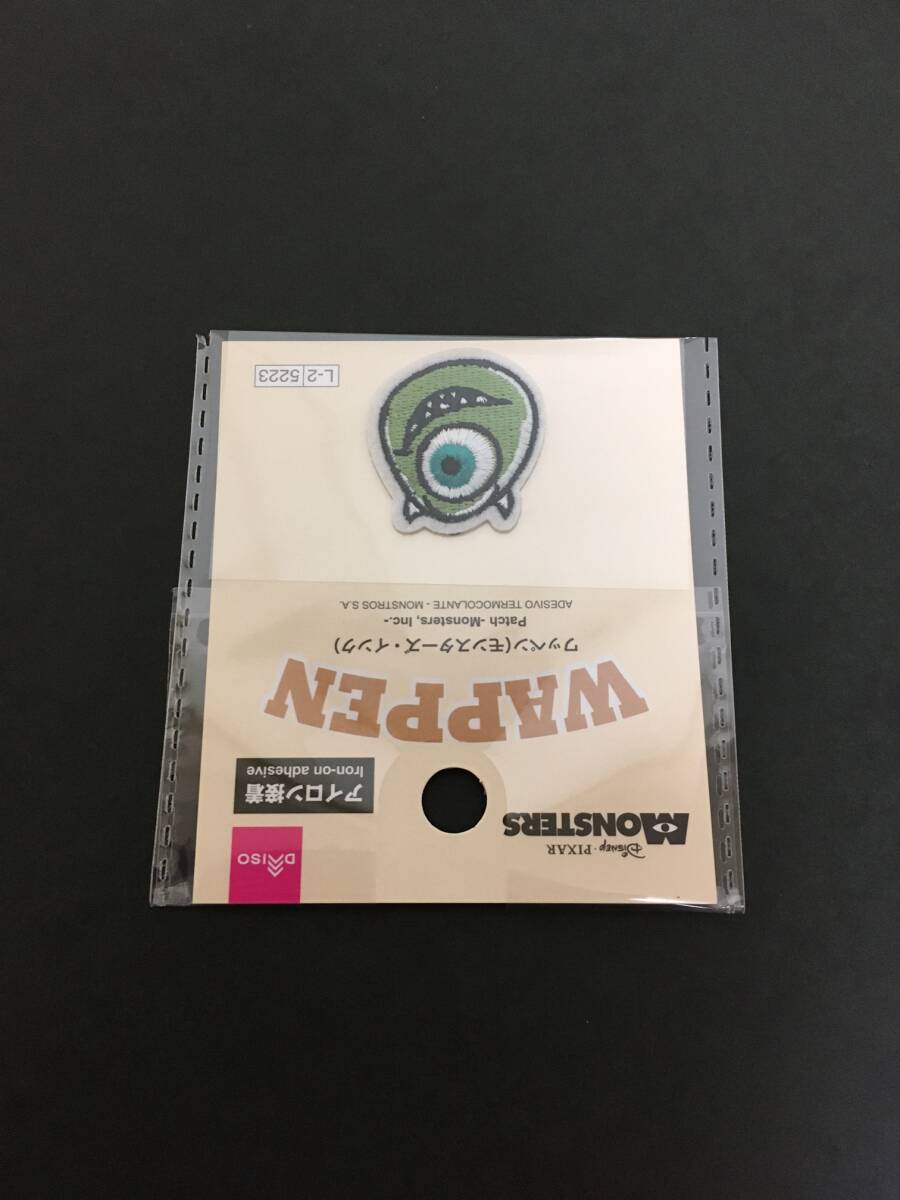 DAISO
Disney・PIXAR
MONSTERS
アイロン接着
Iron-on adhesive
WAPPEN
ワッペン(モンスターズ・インク)
Patch -Monsters, Inc.-
ADESIVO TERMOCOLANTE - MONSTROS S.A.
L-2 5223